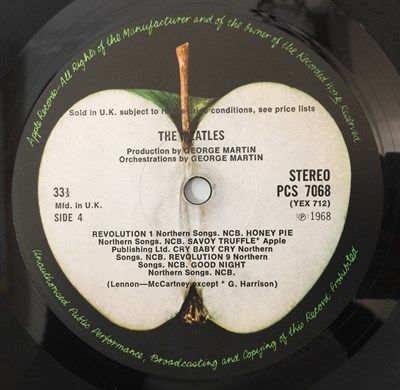 Apple Records—All Rights of the Manufacturer and of the Owner of the Recorded Work Reserved.
Sold in U.K. subject to conditions, see price lists
THE BEATLES
Production by GEORGE MARTIN
Orchestrations by GEORGE MARTIN
33⅓
Mfd. in U.K.
SIDE 4
STEREO
PCS 7068
(YEX 712)
℗1968
REVOLUTION 1 Northern Songs. NCB. HONEY PIE
Northern Songs. NCB. SAVOY TRUFFLE* Apple
Publishing Ltd. CRY BABY CRY Northern
Songs. NCB. REVOLUTION 9 Northern
Songs. NCB. GOOD NIGHT
Northern Songs. NCB.
(Lennon—McCartney except * G. Harrison)
Unauthorised Public Performance, Broadcasting and Copying of this Record Prohibited